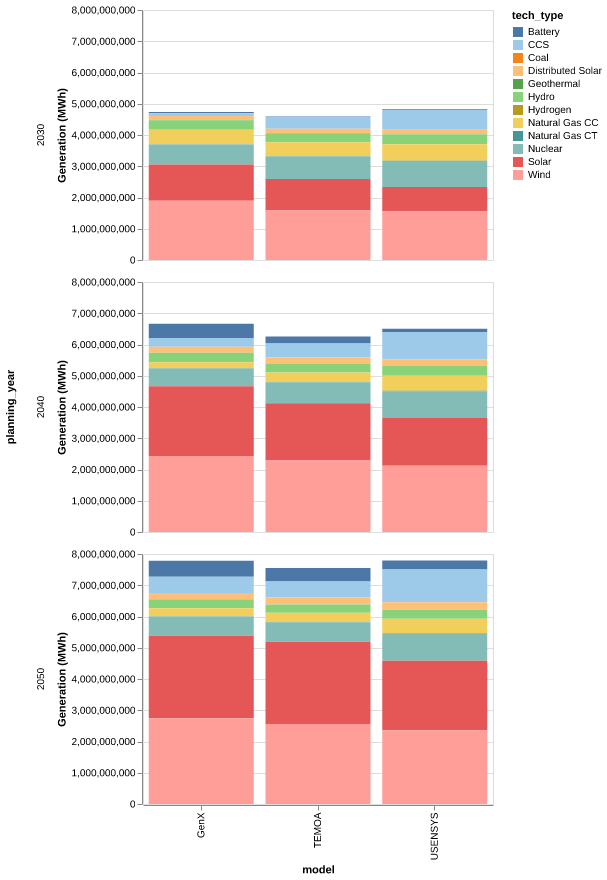 tech_type
Battery
CCS
Coal
Distributed Solar
Geothermal
Hydro
Hydrogen
Natural Gas CC
Natural Gas CT
Nuclear
Solar
Wind
planning_year
2030
Generation (MWh)
8,000,000,000
7,000,000,000
6,000,000,000
5,000,000,000
4,000,000,000
3,000,000,000
2,000,000,000
1,000,000,000
0
2040
Generation (MWh)
8,000,000,000
7,000,000,000
6,000,000,000
5,000,000,000
4,000,000,000
3,000,000,000
2,000,000,000
1,000,000,000
0
2050
Generation (MWh)
8,000,000,000
7,000,000,000
6,000,000,000
5,000,000,000
4,000,000,000
3,000,000,000
2,000,000,000
1,000,000,000
0
GenX
TEMOA
USENSYS
model